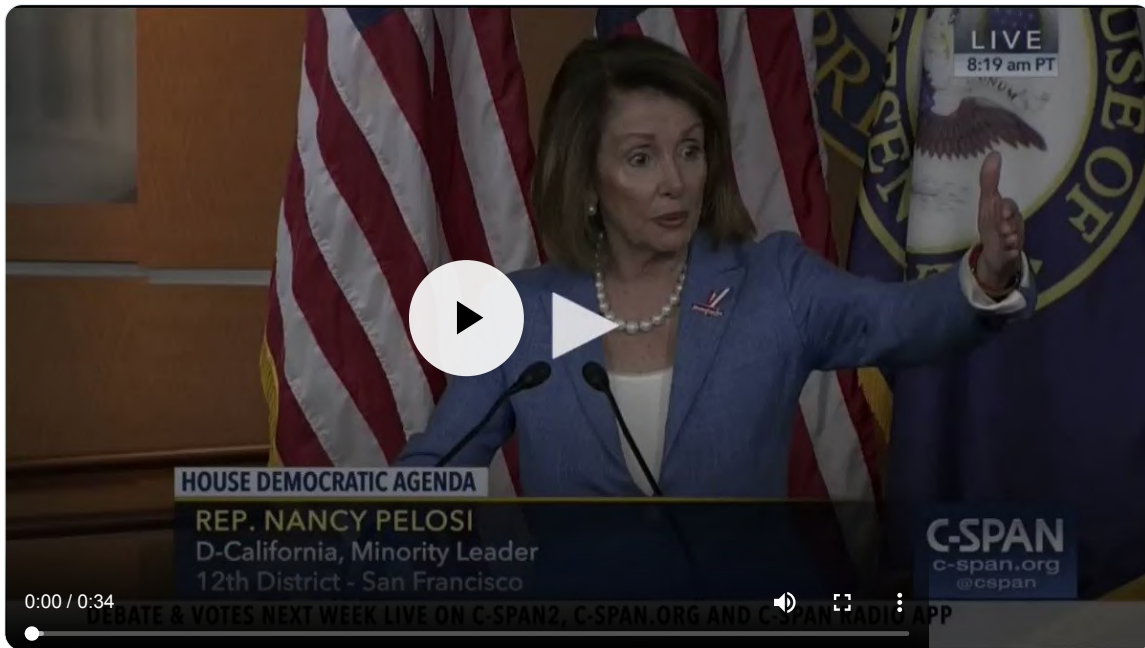 LIVE
8:19 am PT
USE OF
HOUSE DEMOCRATIC AGENDA
REP. NANCY PELOSI
D-California, Minority Leader
12th District - San Francisco
C-SPAN
c-span.org
@cspan
0:00 / 0:34
DEBATE & VOTES NEXT WEEK LIVE ON C-SPAN2, C-SPAN.ORG AND C-SPAN RADIO APP